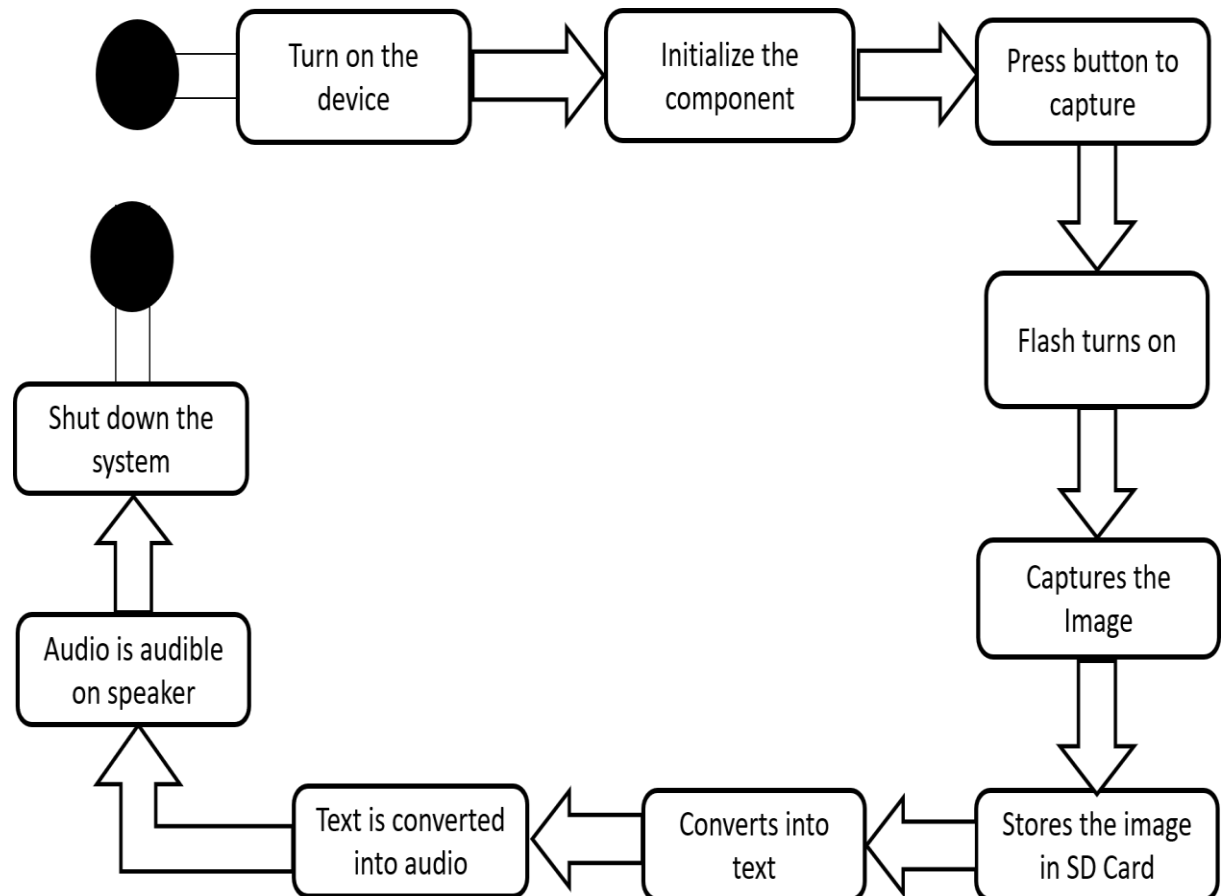 Turn on the
device
Initialize the
component
Press button to
capture
Flash turns on
Captures the
Image
Stores the image
in SD Card
Converts into
text
Text is converted
into audio
Audio is audible
on speaker
Shut down the
system